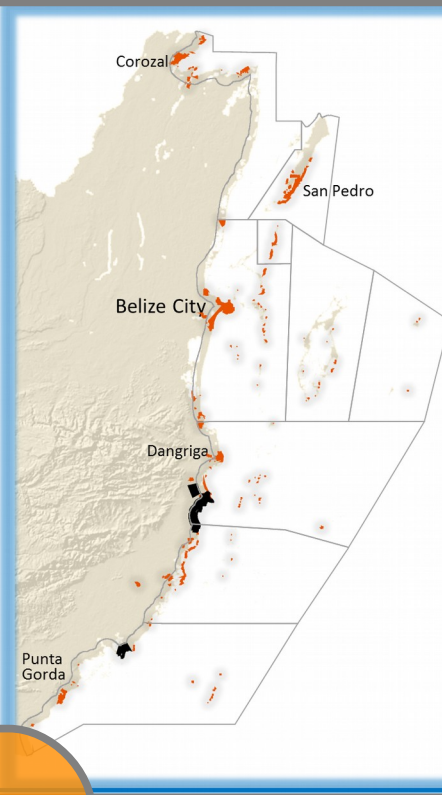 Corozal
San Pedro
Belize City
Dangriga
Punta
Gorda